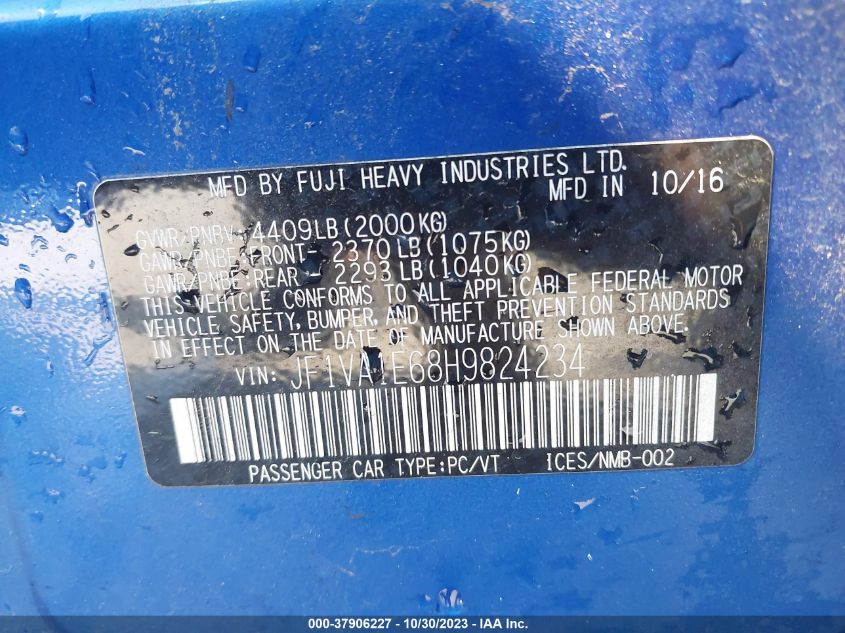 MFD BY FUJI HEAVY INDUSTRIES LTD.
MFD IN 10/16
GVWR/PNBV 4409LB(2000KG)
GAWR/PNBE:FRONT- 2370LB(1075KG)
GAWR/PNBE:REAR - 2293LB(1040KG)
THIS VEHICLE CONFORMS TO ALL APPLICABLE FEDERAL MOTOR
VEHICLE SAFETY, BUMPER, AND THEFT PREVENTION STANDARDS
IN EFFECT ON THE DATE OF MANUFACTURE SHOWN ABOVE.
VIN: JF1VA1E68H9824234
PASSENGER CAR TYPE:PC/VT ICES/NMB-002
000-37906227 - 10/30/2023 - IAA Inc.